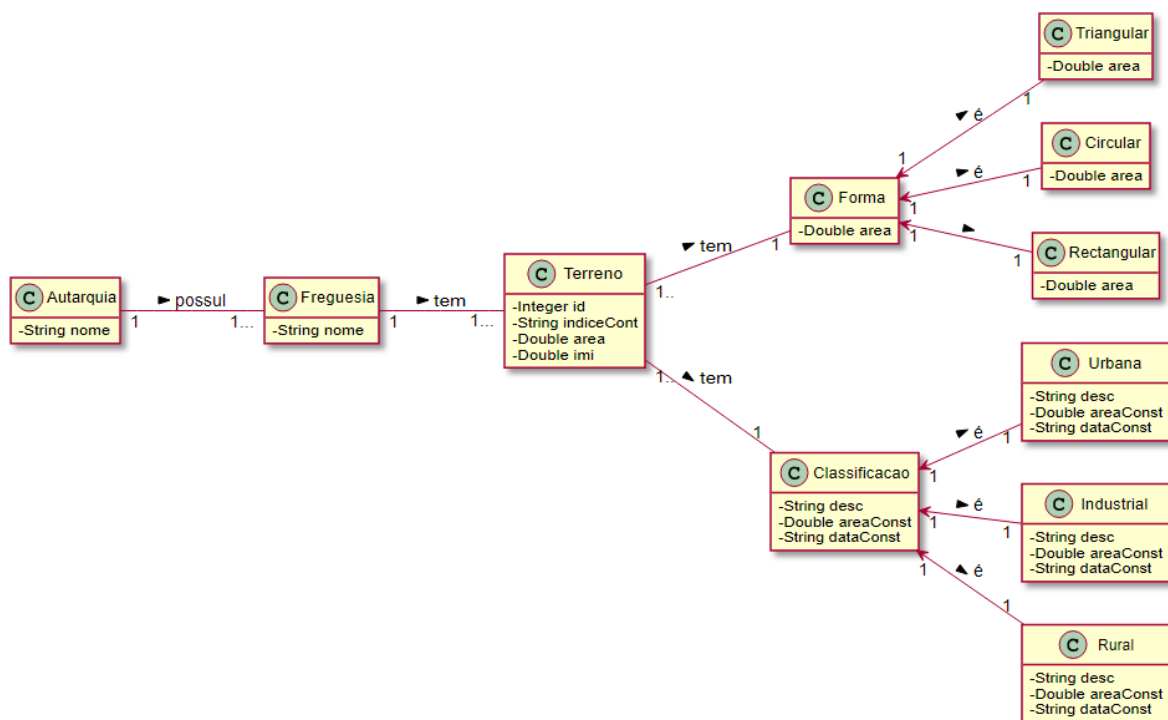 C Autarquia
-String nome
possul
1
1...
C Freguesia
-String nome
tem
1
1...
C Terreno
-Integer id
-String indiceCont
-Double area
-Double imi
tem
1..
1
C Forma
-Double area
é
1
1
C Triangular
-Double area
é
1
1
C Circular
-Double area
1
1
C Rectangular
-Double area
tem
1..
1
C Classificacao
-String desc
-Double areaConst
-String dataConst
é
1
1
C Urbana
-String desc
-Double areaConst
-String dataConst
é
1
1
C Industrial
-String desc
-Double areaConst
-String dataConst
é
1
1
C Rural
-String desc
-Double areaConst
-String dataConst